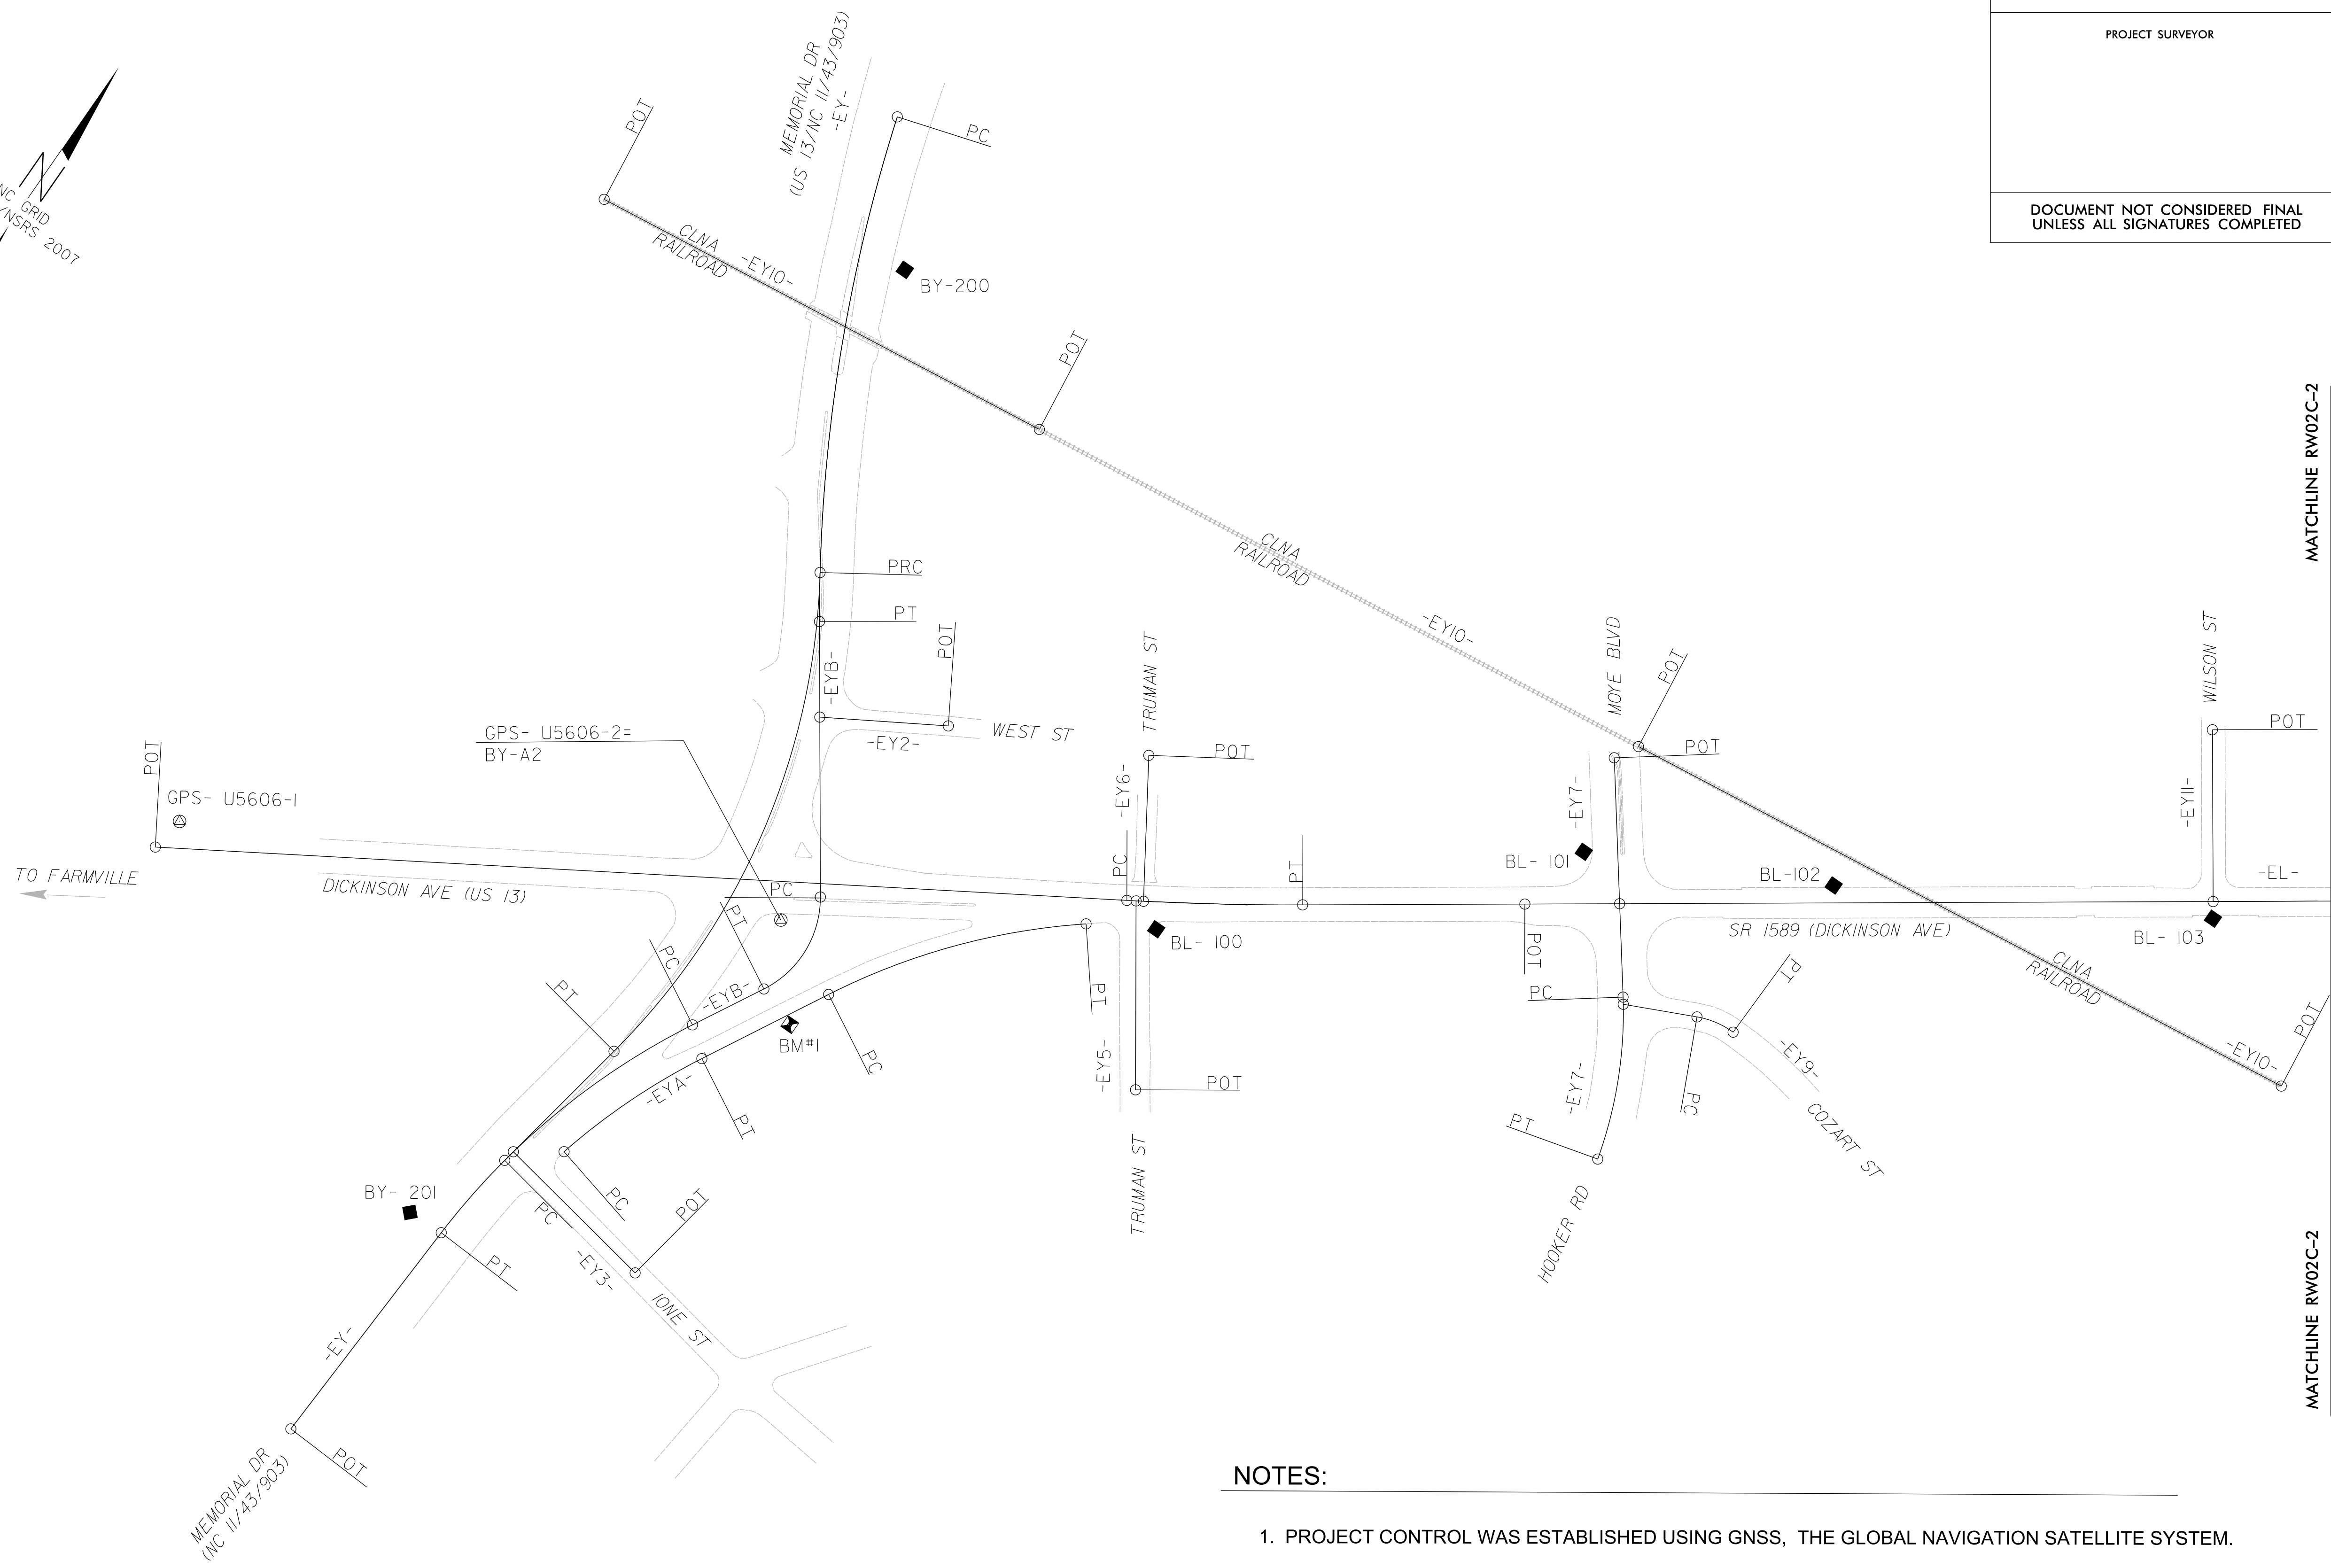 PROJECT SURVEYOR
DOCUMENT NOT CONSIDERED FINAL
UNLESS ALL SIGNATURES COMPLETED
NC GRID
/NSRS 2007
MEMORIAL DR
(US 13/NC 11/43/903)
-EY-
POT
PC
CLNA
RAILROAD
-EY10-
BY-200
POT
MATCHLINE RW02C-2
PRC
PT
CLNA
RAILROAD
-EYB-
POT
TRUMAN ST
-EY10-
MOYE BLVD
POT
WILSON ST
GPS- U5606-2=
BY-A2
WEST ST
-EY2-
POT
POT
POT
POT
GPS- U5606-1
-EY6-
-EY7-
-EY11-
TO FARMVILLE
DICKINSON AVE (US 13)
PC
PC
PT
BL- 101
BL-102
-EL-
PT
PC
BL- 100
POT
SR 1589 (DICKINSON AVE)
BL- 103
PT
-EYB-
PT
PC
PT
CLNA
RAILROAD
POT
BM#1
PC
-EY5-
-EYA-
PT
POT
-EY7-
PC
-EY9-
-EY10-
COZART ST
PT
TRUMAN ST
BY- 201
PC
PC
POT
HOOKER RD
PT
-EY3-
IONE ST
-EY-
MATCHLINE RW02C-2
POT
MEMORIAL DR
(NC 11/43/903)
NOTES:
1. PROJECT CONTROL WAS ESTABLISHED USING GNSS, THE GLOBAL NAVIGATION SATELLITE SYSTEM.